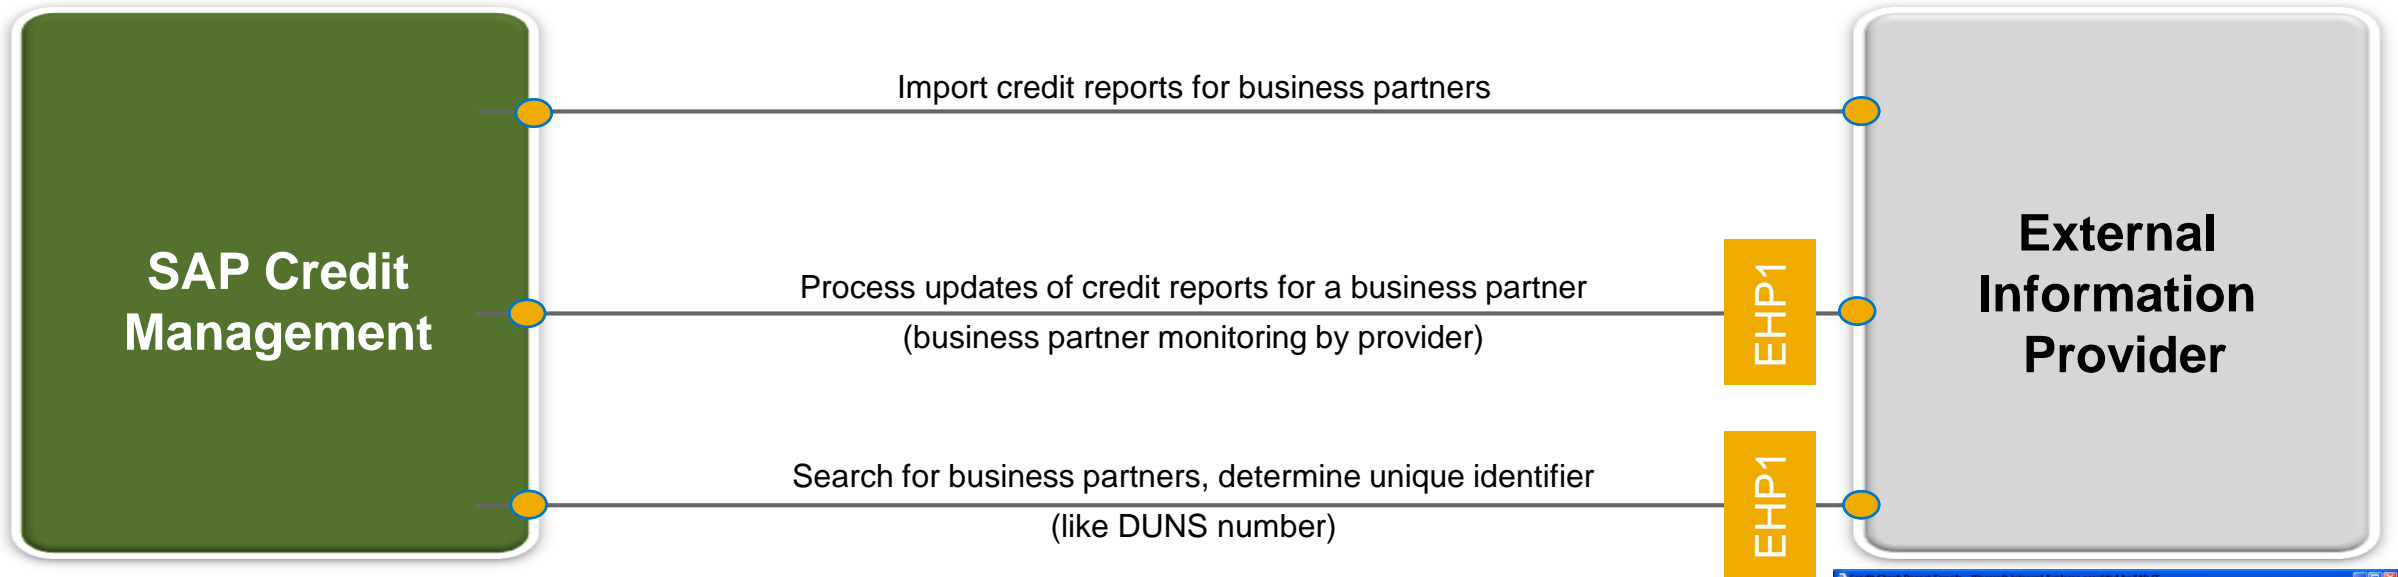 SAP Credit
Management
Import credit reports for business partners
Process updates of credit reports for a business partner
(business partner monitoring by provider)
EHP1
Search for business partners, determine unique identifier
(like DUNS number)
EHP1
External
Information
Provider